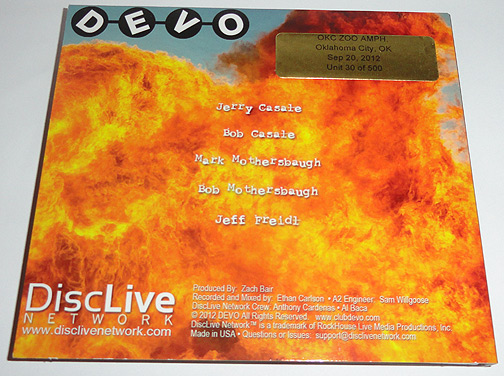 DEVO
OKC ZOO AMPH.
Oklahoma City, OK
Sep 20, 2012
Unit 30 of 500
Jerry Casale
Bob Casale
Mark Mothersbaugh
Bob Mothersbaugh
Jeff Freidl
DiscLive
NETWORK
www.disclivenetwork.com
Produced By: Zach Bair
Recorded and Mixed by: Ethan Carlson • A2 Engineer Sam Willgoose
DiscLive Network Crew. Anthony Cardenas • Al Baca
© 2012 DEVO All Rights Reserved. www.clubdevo.com
DiscLive Network™ is a trademark of RockHouse Live Media Productions, Inc.
Made in USA • Questions or Issues: support@disclivenetwork.com